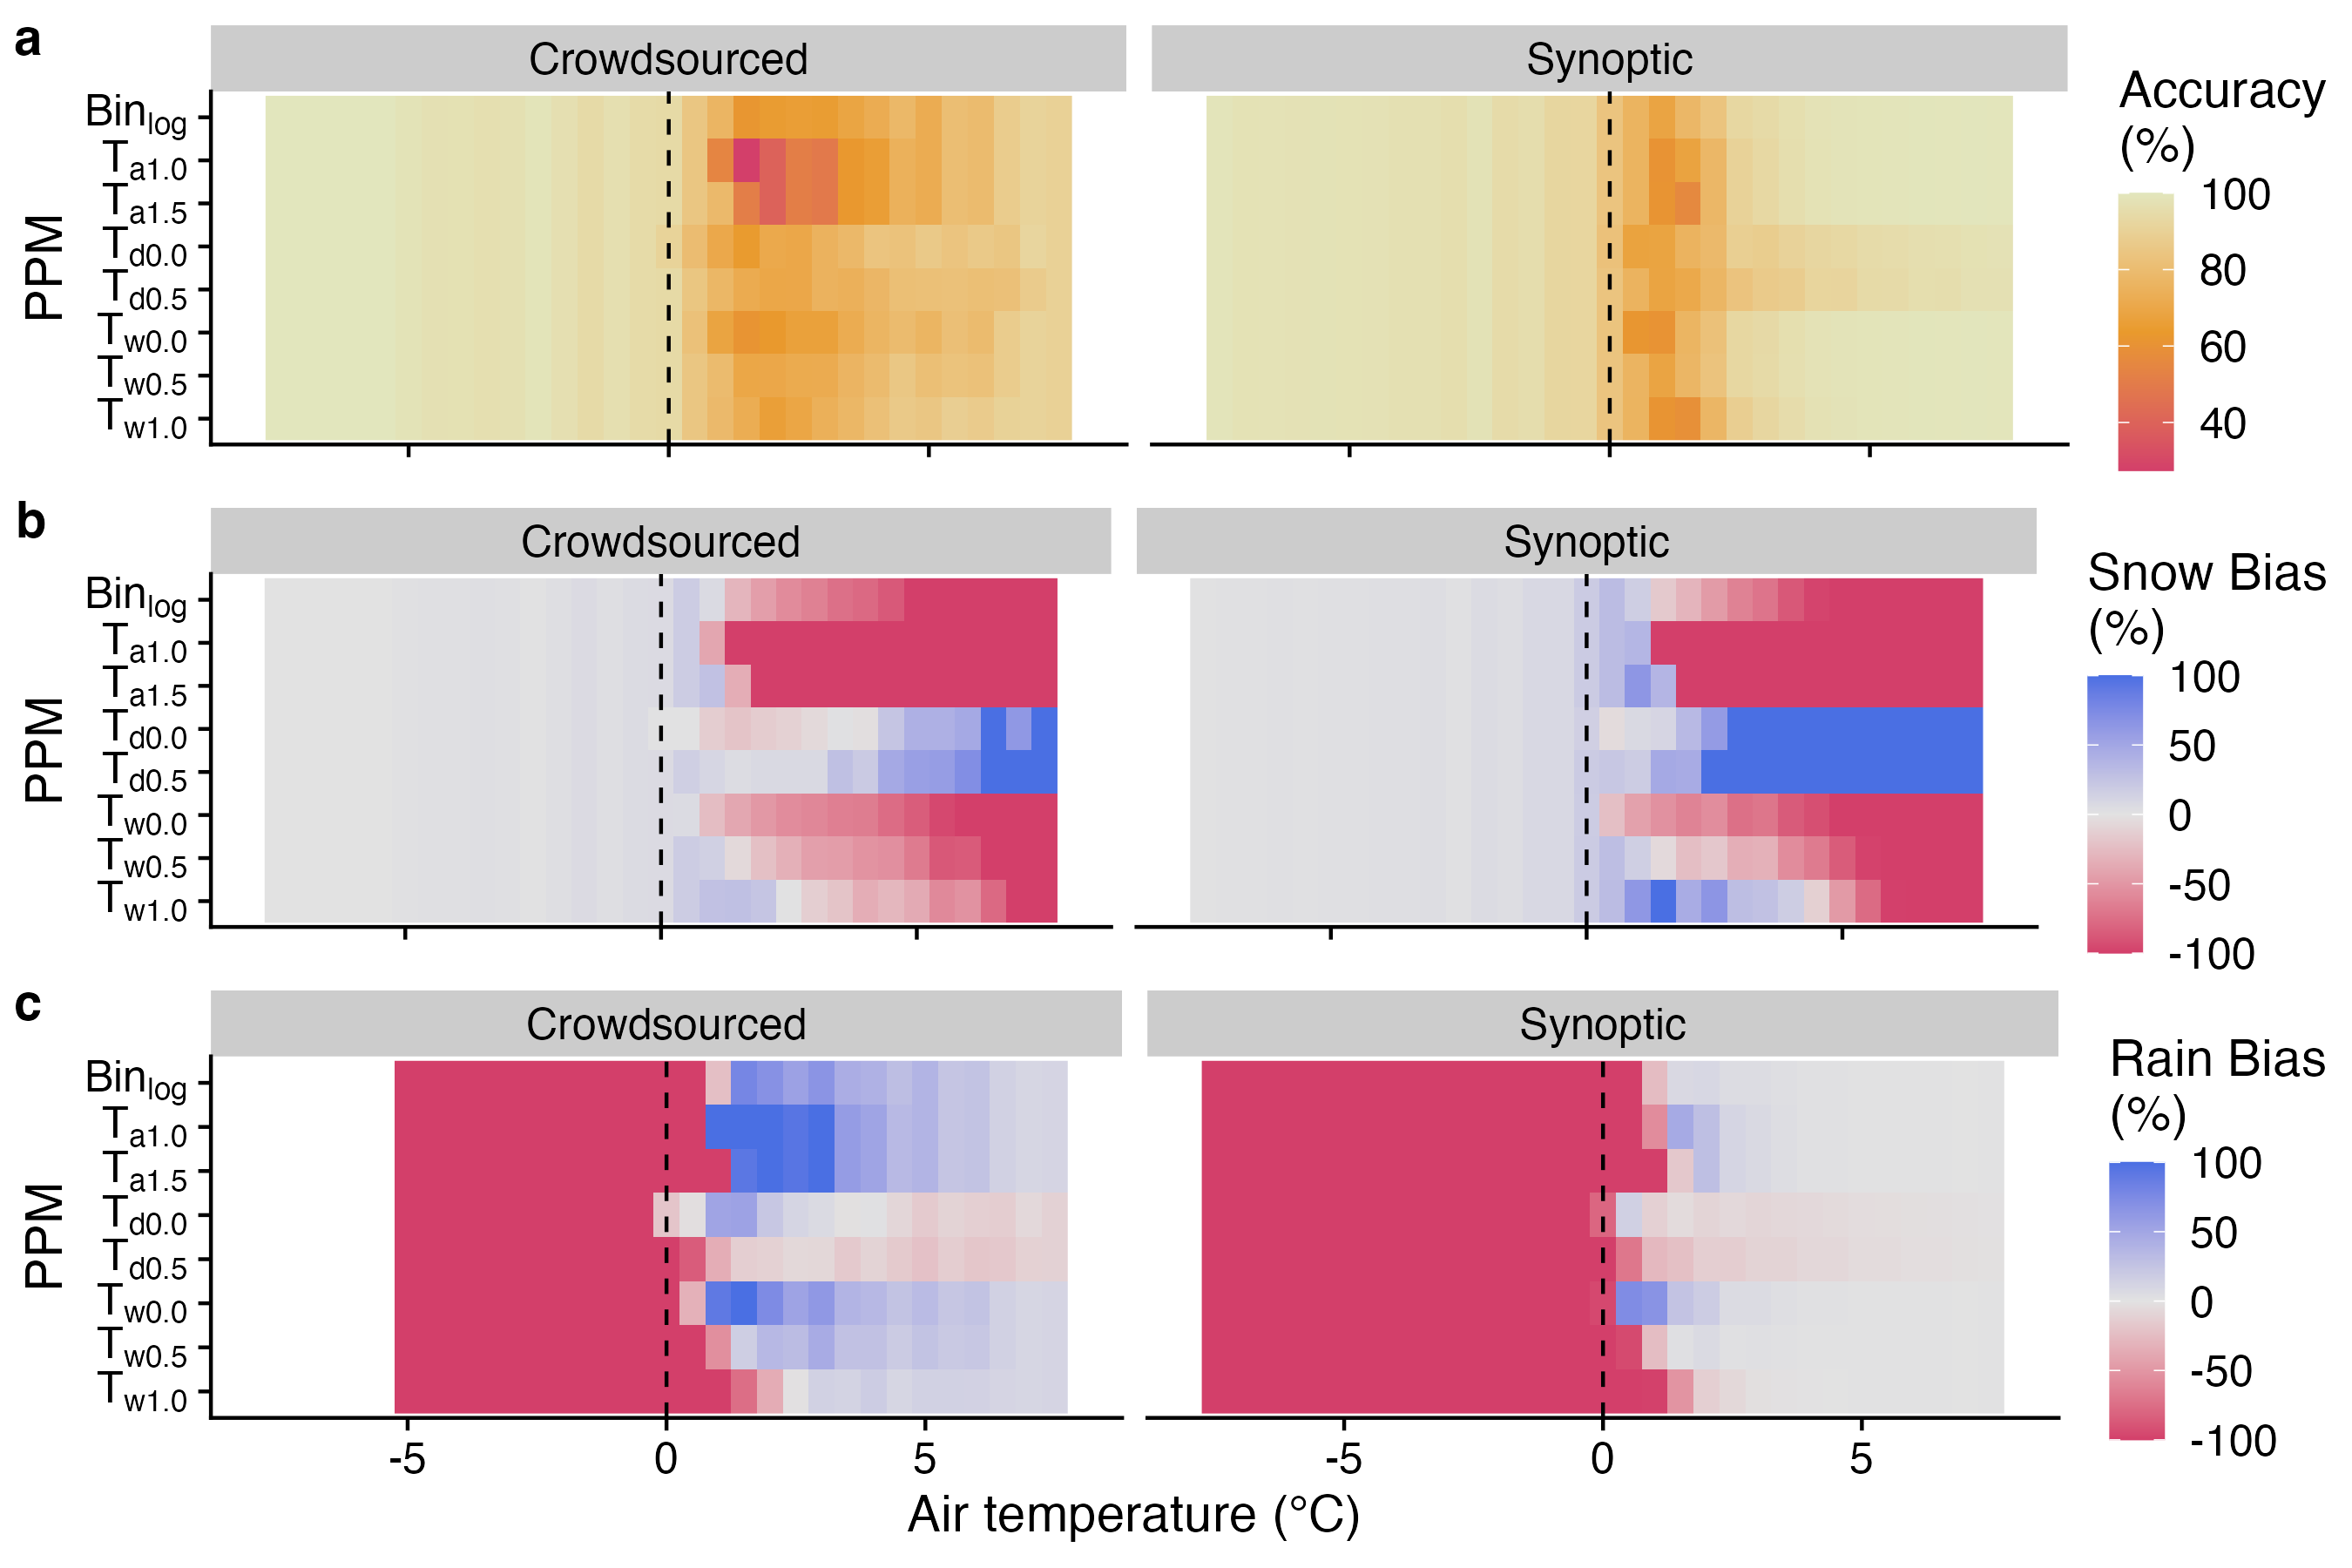 a
Crowdsourced
Synoptic
PPM
Binlog
Ta1.0
Ta1.5
Td0.0
Td0.5
Tw0.0
Tw0.5
Tw1.0
Accuracy
(%)
100
80
60
40
b
Crowdsourced
Synoptic
PPM
Binlog
Ta1.0
Ta1.5
Td0.0
Td0.5
Tw0.0
Tw0.5
Tw1.0
Snow Bias
(%)
100
50
0
-50
-100
c
Crowdsourced
Synoptic
PPM
Binlog
Ta1.0
Ta1.5
Td0.0
Td0.5
Tw0.0
Tw0.5
Tw1.0
Rain Bias
(%)
100
50
0
-50
-100
-5 0 5
-5 0 5
Air temperature (°C)